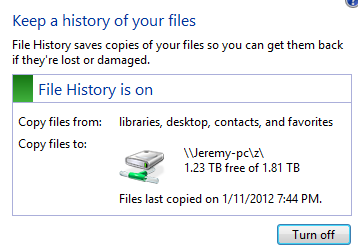 Keep a history of your files
File History saves copies of your files so you can get them back
if they're lost or damaged.
File History is on
Copy files from: libraries, desktop, contacts, and favorites
Copy files to: \\Jeremy-pc\z\
1.23 TB free of 1.81 TB
Files last copied on 1/11/2012 7:44 PM.
Turn off